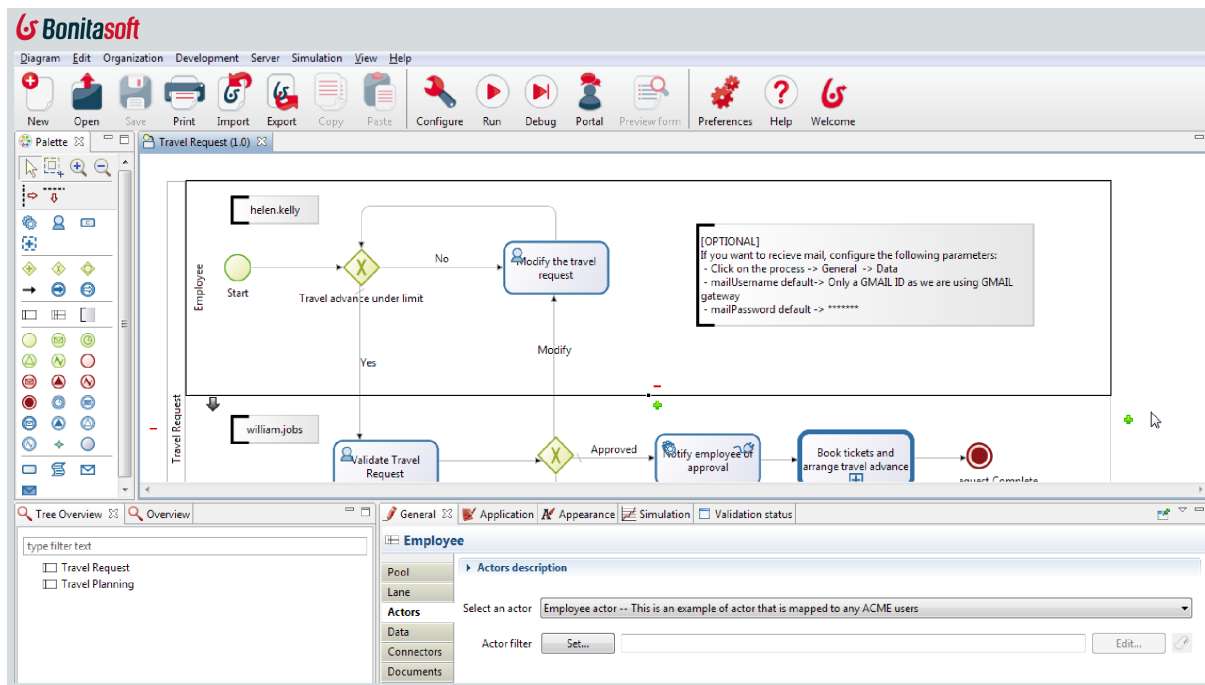 Bonitasoft
Diagram Edit Organization Development Server Simulation View Help
New Open Save Print Import Export Copy Paste Configure Run Debug Portal Preview form Preferences Help Welcome
Palette
Travel Request (1.0)
helen.kelly
[OPTIONAL]
If you want to recieve mail, configure the following parameters:
- Click on the process -> General -> Data
- mailUsername default-> Only a GMAIL ID as we are using GMAIL
gateway
- mailPassword default -> *******
Employee
Start
Travel advance under limit
No
Modify the travel
request
Yes
Modify
Travel Request
william.jobs
Validate Travel
Request
Approved
Notify employee of
approval
Book tickets and
arrange travel advance
Request Complete
Tree Overview Overview
type filter text
Travel Request
Travel Planning
General Application Appearance Simulation Validation status
Employee
Pool
Lane
Actors
Data
Connectors
Documents
Actors description
Select an actor Employee actor -- This is an example of actor that is mapped to any ACME users
Actor filter Set... Edit...